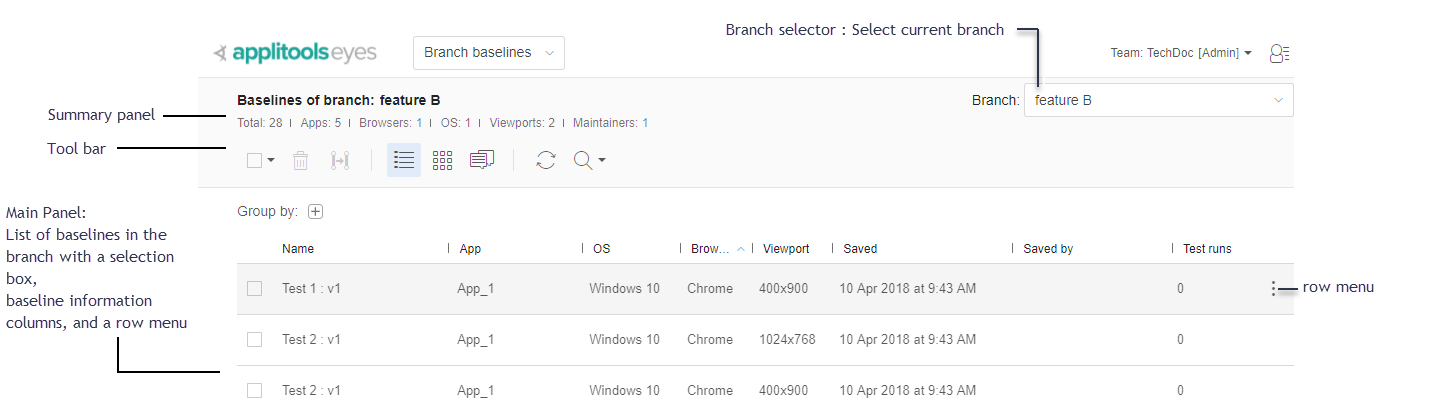 Branch selector : Select current branch
applitools eyes
Branch baselines
Team: TechDoc [Admin]
Baselines of branch: feature B
Branch: feature B
Summary panel
Total: 28 | Apps: 5 | Browsers: 1 | OS: 1 | Viewports: 2 | Maintainers: 1
Tool bar
Main Panel:
List of baselines in the
branch with a selection
box,
baseline information
columns, and a row menu
Group by:
Name | App | OS | Brow... | Viewport | Saved | Saved by | Test runs
Test 1 : v1 App_1 Windows 10 Chrome 400x900 10 Apr 2018 at 9:43 AM 0
row menu
Test 2 : v1 App_1 Windows 10 Chrome 1024x768 10 Apr 2018 at 9:43 AM 0
Test 2 : v1 App_1 Windows 10 Chrome 400x900 10 Apr 2018 at 9:43 AM 0